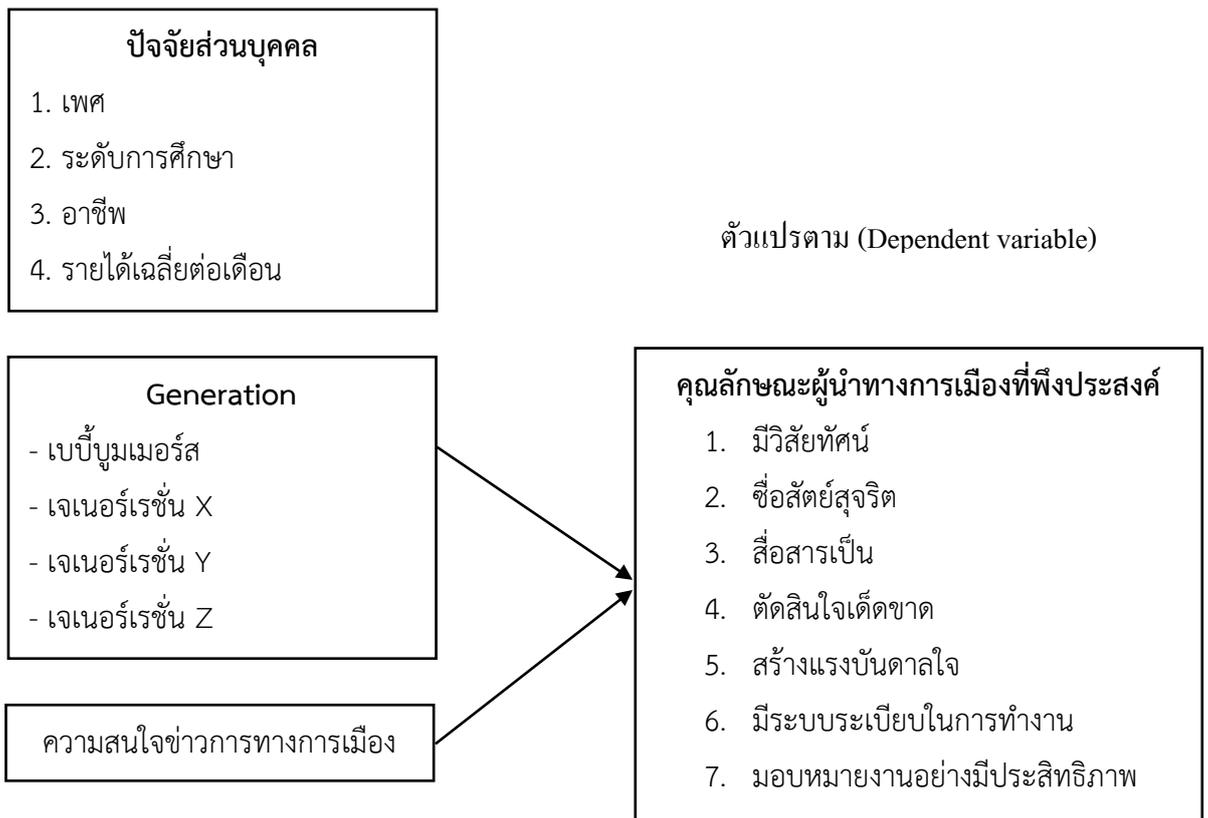 ปัจจัยส่วนบุคคล
1. เพศ
2. ระดับการศึกษา
3. อาชีพ
4. รายได้เฉลี่ยต่อเดือน
Generation
- เบบี้บูมเมอร์ส
- เจเนอร์เรชั่น X
- เจเนอร์เรชั่น Y
- เจเนอร์เรชั่น Z
ความสนใจข่าวการทางการเมือง
ตัวแปรตาม (Dependent variable)
คุณลักษณะผู้นำทางการเมืองที่พึงประสงค์
1. มีวิสัยทัศน์
2. ซื่อสัตย์สุจริต
3. สื่อสารเป็น
4. ตัดสินใจเด็ดขาด
5. สร้างแรงบันดาลใจ
6. มีระบบระเบียบในการทำงาน
7. มอบหมายงานอย่างมีประสิทธิภาพ